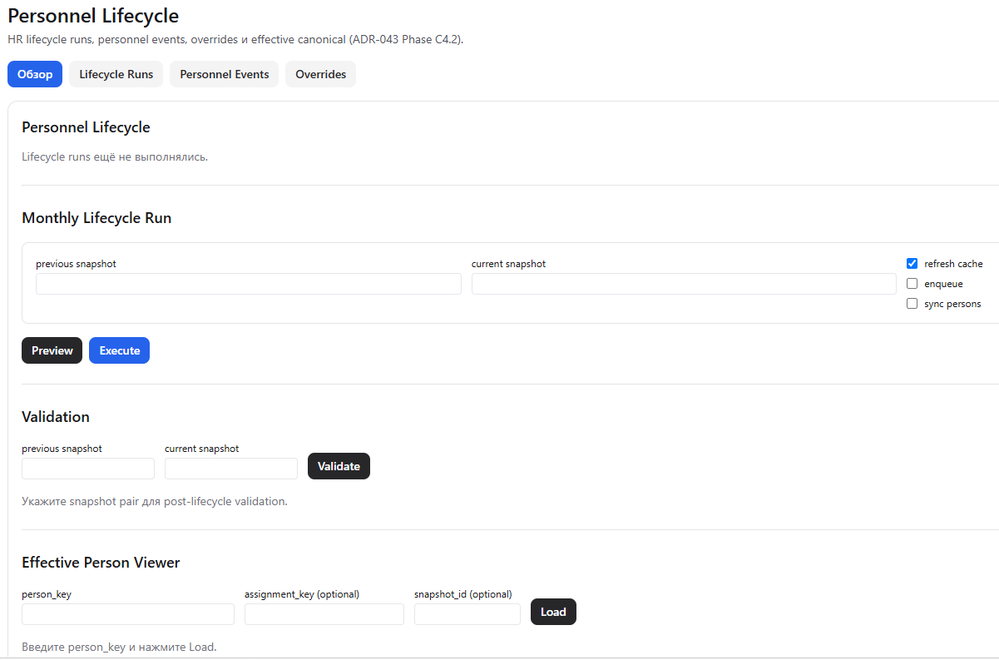 Personnel Lifecycle
HR lifecycle runs, personnel events, overrides и effective canonical (ADR-043 Phase C4.2).
Обзор Lifecycle Runs Personnel Events Overrides
Personnel Lifecycle
Lifecycle runs ещё не выполнялись.
Monthly Lifecycle Run
previous snapshot current snapshot refresh cache
enqueue
sync persons
Preview Execute
Validation
previous snapshot current snapshot
Validate
Укажите snapshot pair для post-lifecycle validation.
Effective Person Viewer
person_key assignment_key (optional) snapshot_id (optional)
Load
Введите person_key и нажмите Load.